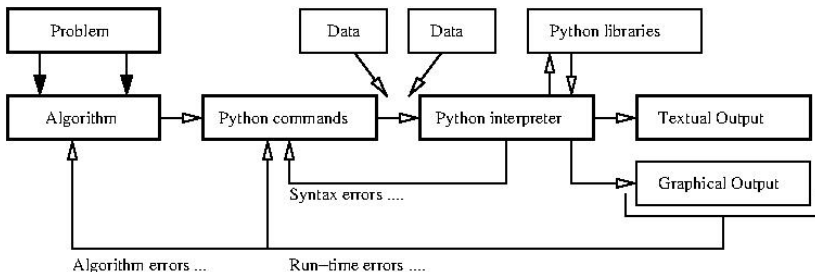 Problem
Data
Data
Python libraries
Algorithm
Python commands
Python interpreter
Textual Output
Graphical Output
Syntax errors ....
Algorithm errors ...
Run-time errors ....